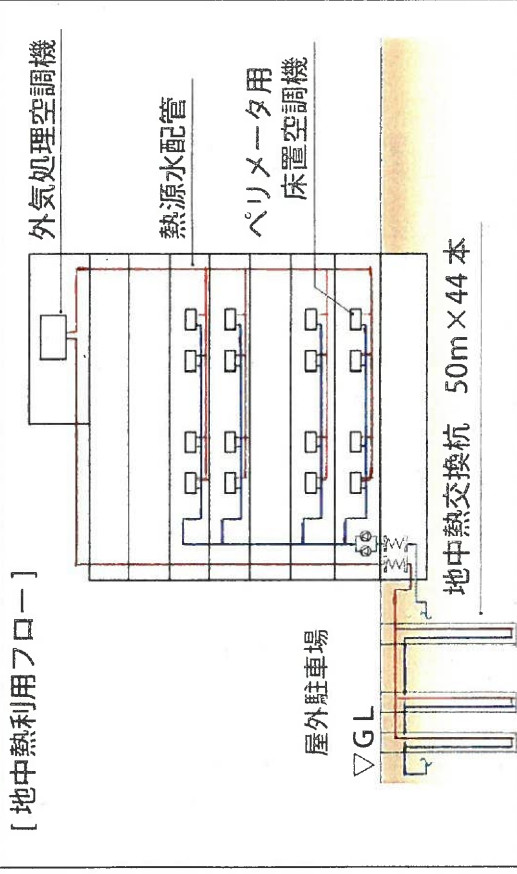 [ 地中熱利用フロー ]
外気処理空調機
熱源水配管
ペリメータ用
床置空調機
屋外駐車場
▽GL
地中熱交換杭 50m×44本